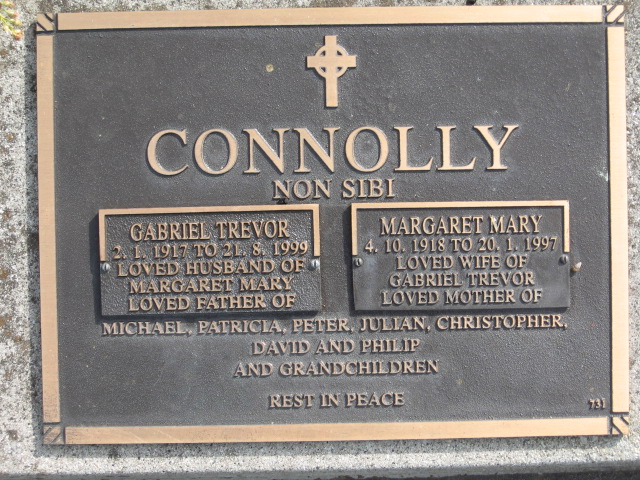 CONNOLLY
NON SIBI
GABRIEL TREVOR
2. 1. 1917 TO 21. 8. 1999
LOVED HUSBAND OF
MARGARET MARY
LOVED FATHER OF
MARGARET MARY
4. 10. 1918 TO 20. 1. 1997
LOVED WIFE OF
GABRIEL TREVOR
LOVED MOTHER OF
MICHAEL, PATRICIA, PETER, JULIAN, CHRISTOPHER,
DAVID AND PHILIP
AND GRANDCHILDREN
REST IN PEACE
731